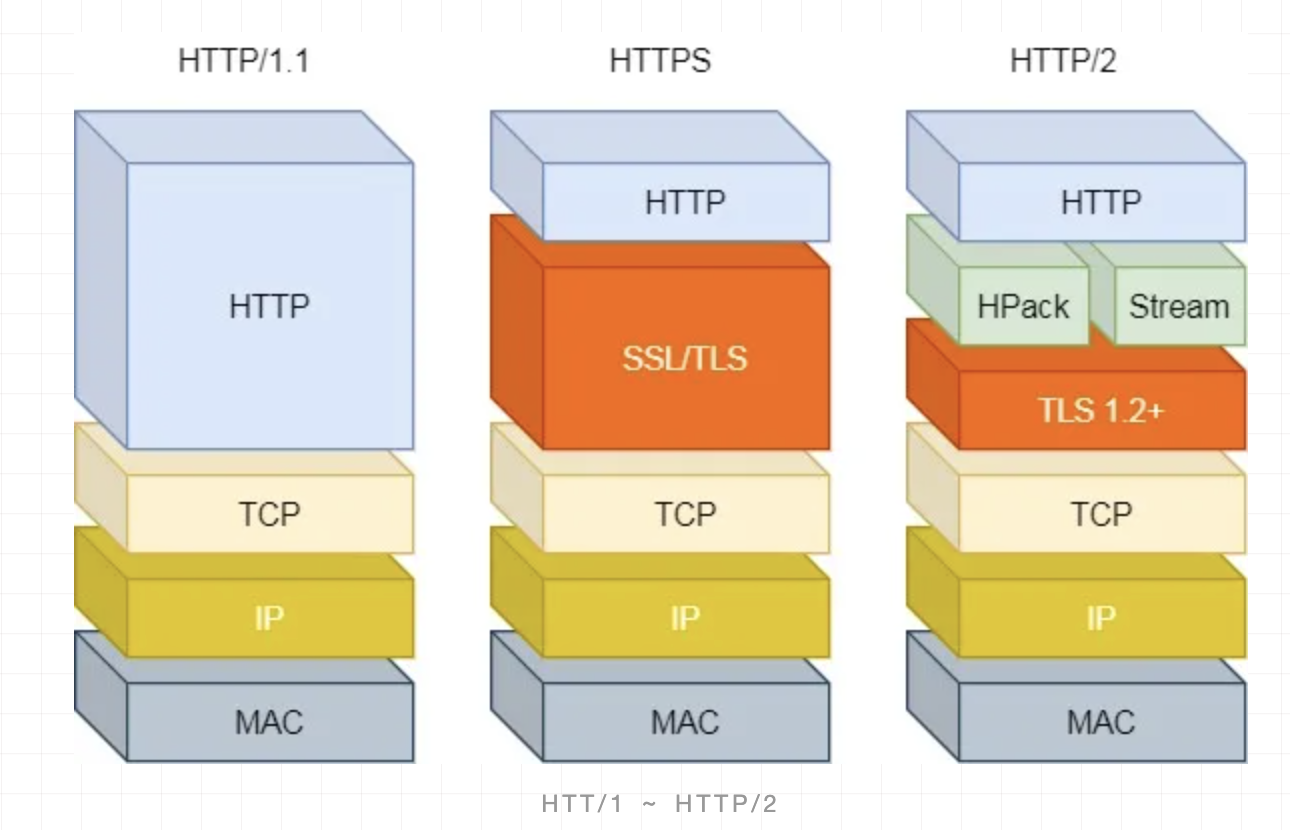 HTTP/1.1 HTTPS HTTP/2
HTTP HTTP
HTTP HPack Stream
SSL/TLS
TLS 1.2+
TCP TCP TCP
IP IP IP
MAC MAC MAC
HTT/1 ~ HTTP/2